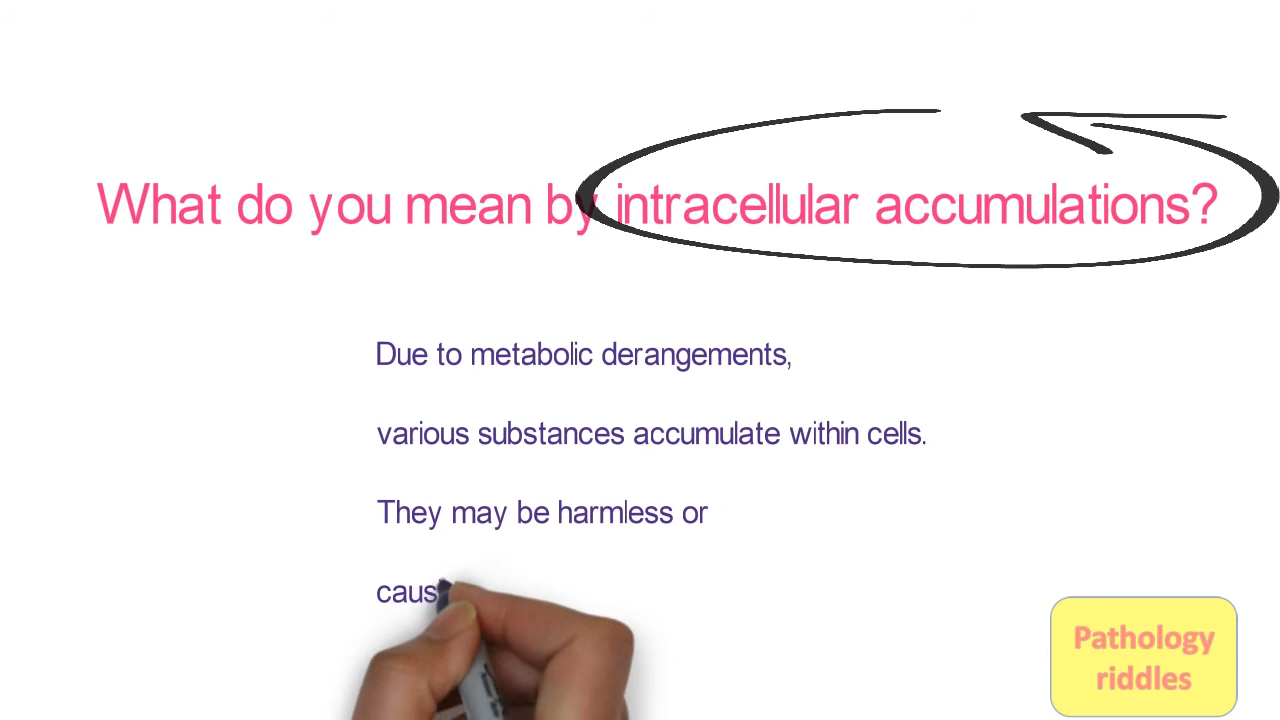 What do you mean by intracellular accumulations?
Due to metabolic derangements,
various substances accumulate within cells.
They may be harmless or
caus
Pathology
riddles